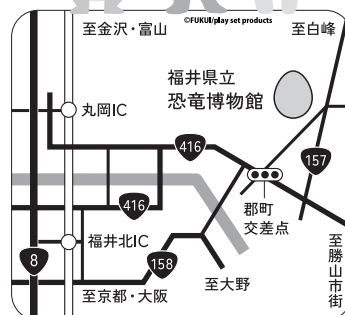 ©FUKUI/play set products
至金沢・富山
至白峰
福井県立
恐竜博物館
丸岡IC
416
157
416
郡町
交差点
福井北IC
8
158
至勝山市街
至大野
至京都・大阪